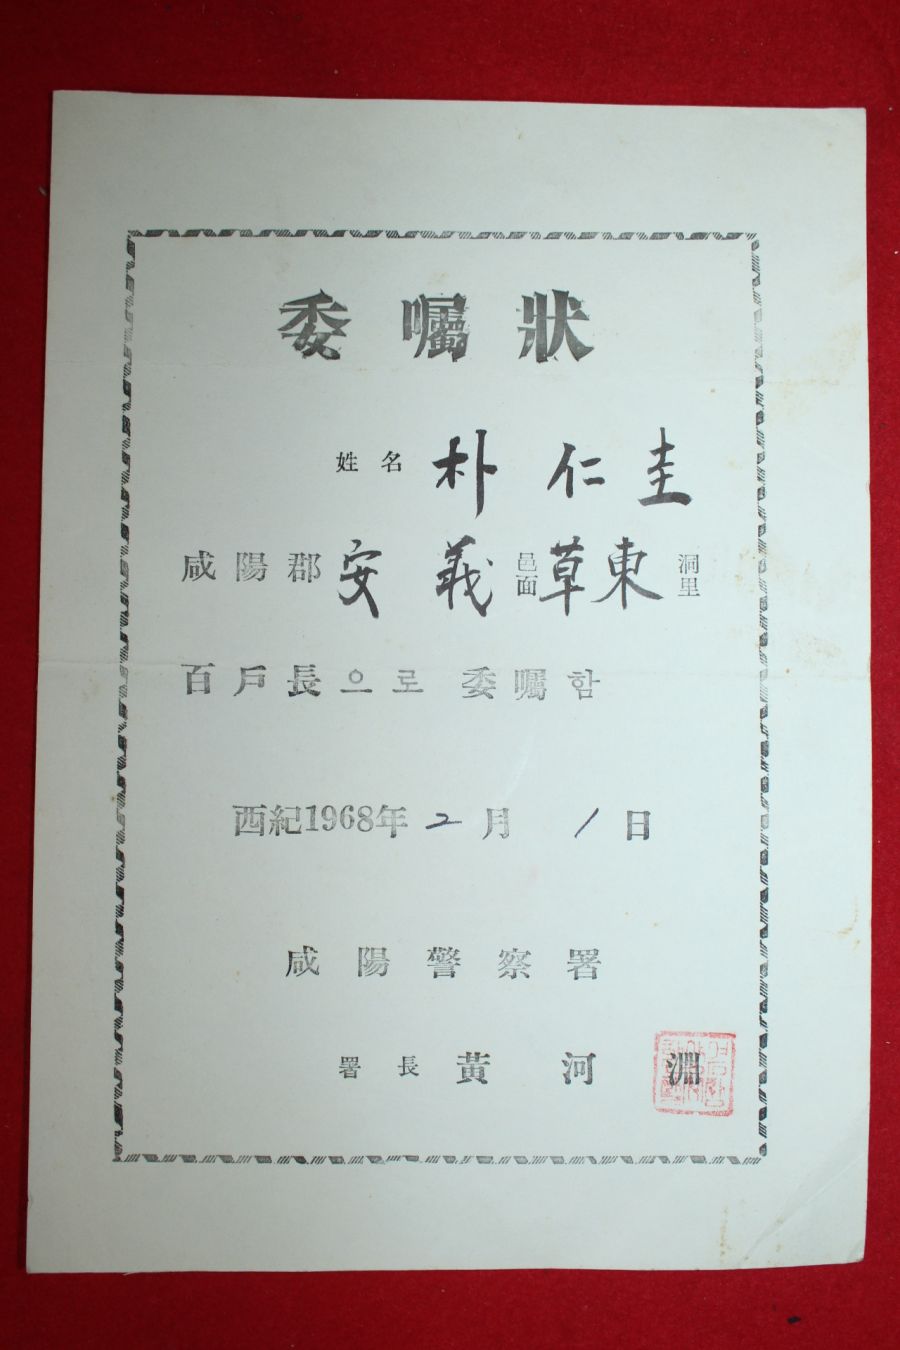 委囑狀
姓名 朴仁圭
咸陽郡 安義 邑面 草東 洞里
百戶長으로 委囑함
西紀1968年 2月 1日
咸陽警察署
署長 黃河淵